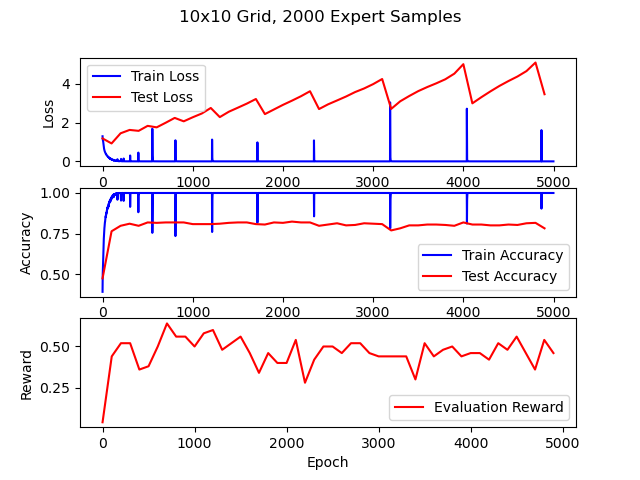 10x10 Grid, 2000 Expert Samples
Loss
4
2
0
Train Loss
Test Loss
0 1000 2000 3000 4000 5000
Accuracy
1.00
0.75
0.50
Train Accuracy
Test Accuracy
0 1000 2000 3000 4000 5000
Reward
0.50
0.25
Evaluation Reward
0 1000 2000 3000 4000 5000
Epoch